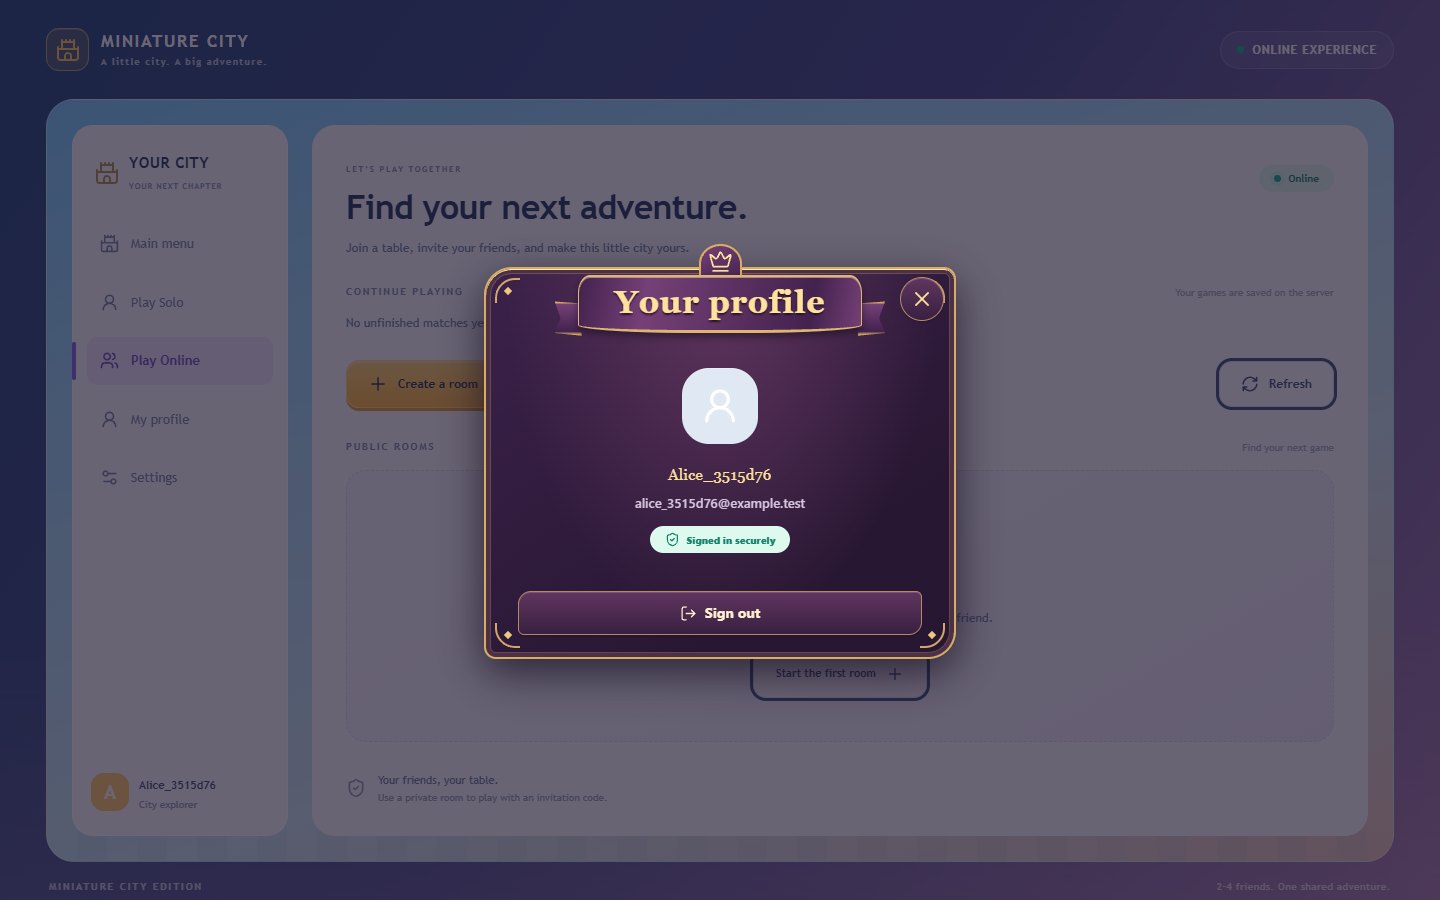 MINIATURE CITY
A little city. A big adventure.
ONLINE EXPERIENCE
YOUR CITY
YOUR NEXT CHAPTER
Main menu
Play Solo
Play Online
My profile
Settings
A
Alice_3515d76
City explorer
LET'S PLAY TOGETHER
Online
Find your next adventure.
Join a table, invite your friends, and make this little city yours.
CONTINUE PLAYING
Your games are saved on the server
No unfinished matches
Create a room
Refresh
PUBLIC ROOMS
Find your next game
Your profile
Alice_3515d76
alice_3515d76@example.test
Signed in securely
Sign out
friend.
Start the first room
Your friends, your table.
Use a private room to play with an invitation code.
MINIATURE CITY EDITION
2-4 friends. One shared adventure.